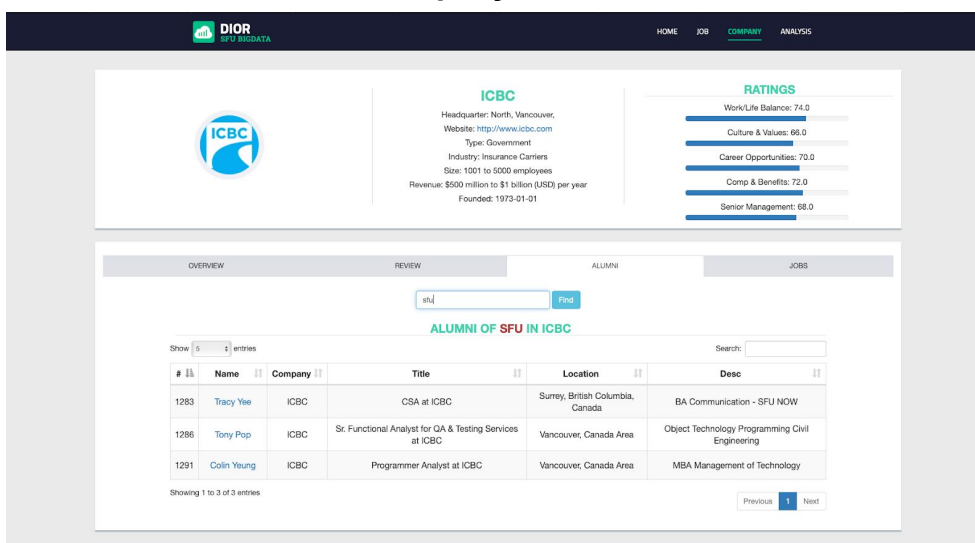 DIOR
SFU BIGDATA
HOME JOB COMPANY ANALYSIS
ICBC
ICBC
Headquarter: North, Vancouver,
Website: http://www.icbc.com
Type: Government
Industry: Insurance Carriers
Size: 1001 to 5000 employees
Revenue: $500 million to $1 billion (USD) per year
Founded: 1973-01-01
RATINGS
Work/Life Balance: 74.0
Culture & Values: 66.0
Career Opportunities: 70.0
Comp & Benefits: 72.0
Senior Management: 68.0
OVERVIEW REVIEW ALUMNI JOBS
sfu Find
ALUMNI OF SFU IN ICBC
Show 5 entries Search:
# Name Company Title Location Desc
1283 Tracy Yee ICBC CSA at ICBC Surrey, British Columbia, Canada BA Communication - SFU NOW
1286 Tony Pop ICBC Sr. Functional Analyst for QA & Testing Services at ICBC Vancouver, Canada Area Object Technology Programming Civil Engineering
1291 Colin Yeung ICBC Programmer Analyst at ICBC Vancouver, Canada Area MBA Management of Technology
Showing 1 to 3 of 3 entries
Previous 1 Next